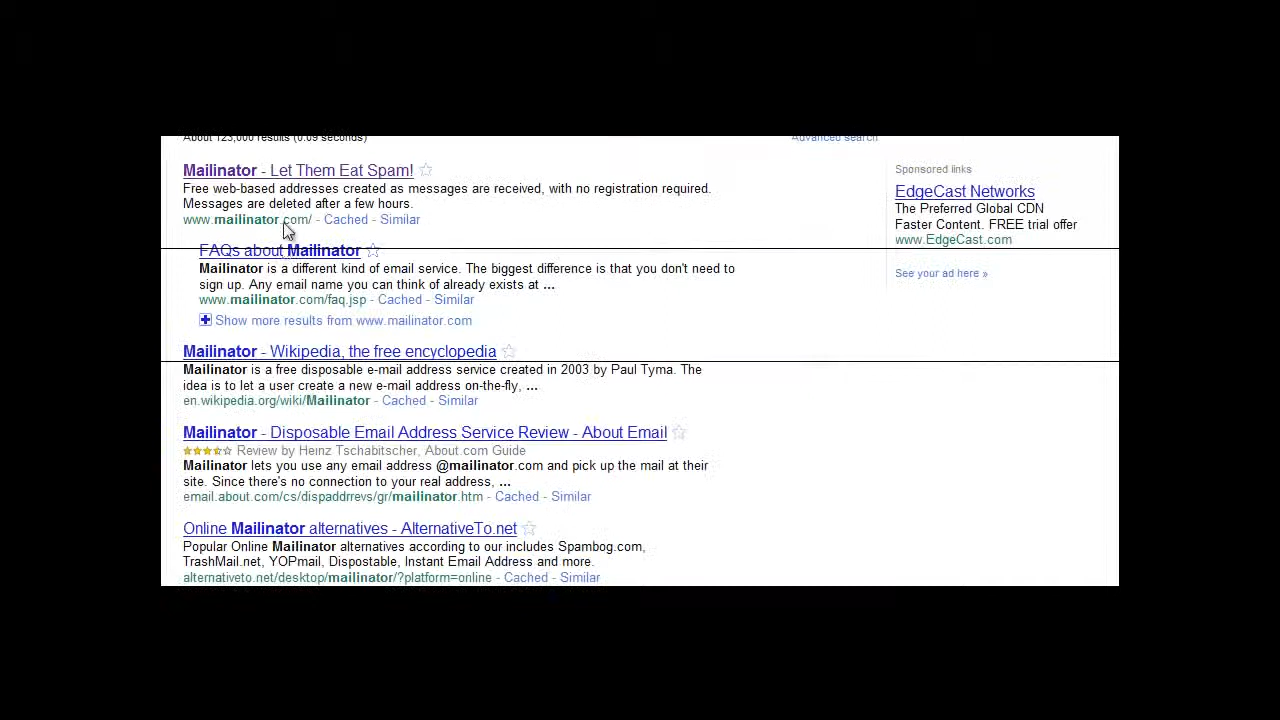 About 123,000 results (0.09 seconds)
Advanced search
Mailinator - Let Them Eat Spam!
Free web-based addresses created as messages are received, with no registration required.
Messages are deleted after a few hours.
www.mailinator.com/ - Cached - Similar
FAQs about Mailinator
Mailinator is a different kind of email service. The biggest difference is that you don't need to
sign up. Any email name you can think of already exists at ...
www.mailinator.com/faq.jsp - Cached - Similar
Show more results from www.mailinator.com
Mailinator - Wikipedia, the free encyclopedia
Mailinator is a free disposable e-mail address service created in 2003 by Paul Tyma. The
idea is to let a user create a new e-mail address on-the-fly, ...
en.wikipedia.org/wiki/Mailinator - Cached - Similar
Mailinator - Disposable Email Address Service Review - About Email
Review by Heinz Tschabitscher, About.com Guide
Mailinator lets you use any email address @mailinator.com and pick up the mail at their
site. Since there's no connection to your real address, ...
email.about.com/cs/dispaddrrevs/gr/mailinator.htm - Cached - Similar
Online Mailinator alternatives - AlternativeTo.net
Popular Online Mailinator alternatives according to our includes Spambog.com,
TrashMail.net, YOPmail, Dispostable, Instant Email Address and more.
alternativeto.net/desktop/mailinator/?platform=online - Cached - Similar
Sponsored links
EdgeCast Networks
The Preferred Global CDN
Faster Content. FREE trial offer
www.EdgeCast.com
See your ad here »